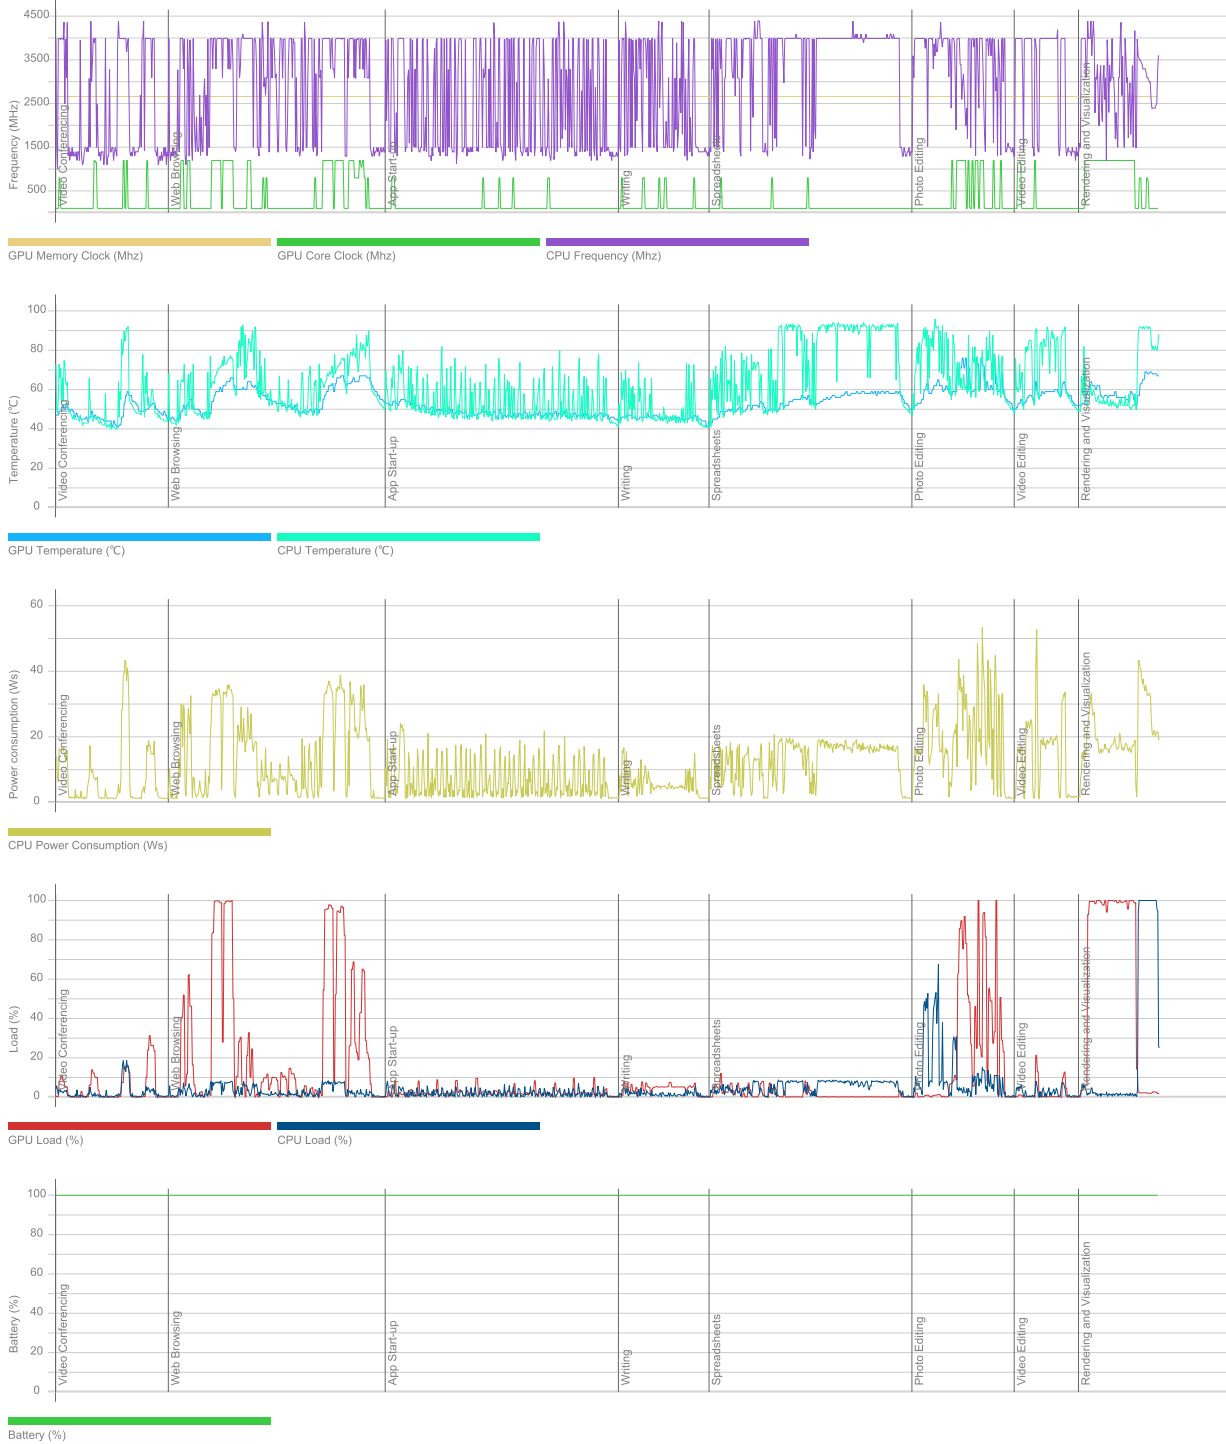 4500
3500
2500
1500
500
Frequency (MHz)
Video Conferencing
Web Browsing
App Start-up
Writing
Spreadsheets
Photo Editing
Video Editing
Rendering and Visualization
GPU Memory Clock (Mhz)
GPU Core Clock (Mhz)
CPU Frequency (Mhz)
100
80
60
40
20
0
Temperature (℃)
Video Conferencing
Web Browsing
App Start-up
Writing
Spreadsheets
Photo Editing
Video Editing
Rendering and Visualization
GPU Temperature (℃)
CPU Temperature (℃)
60
40
20
0
Power consumption (Ws)
Video Conferencing
Web Browsing
App Start-up
Writing
Spreadsheets
Photo Editing
Video Editing
Rendering and Visualization
CPU Power Consumption (Ws)
100
80
60
40
20
0
Load (%)
Video Conferencing
Web Browsing
App Start-up
Writing
Spreadsheets
Photo Editing
Video Editing
Rendering and Visualization
GPU Load (%)
CPU Load (%)
100
80
60
40
20
0
Battery (%)
Video Conferencing
Web Browsing
App Start-up
Writing
Spreadsheets
Photo Editing
Video Editing
Rendering and Visualization
Battery (%)